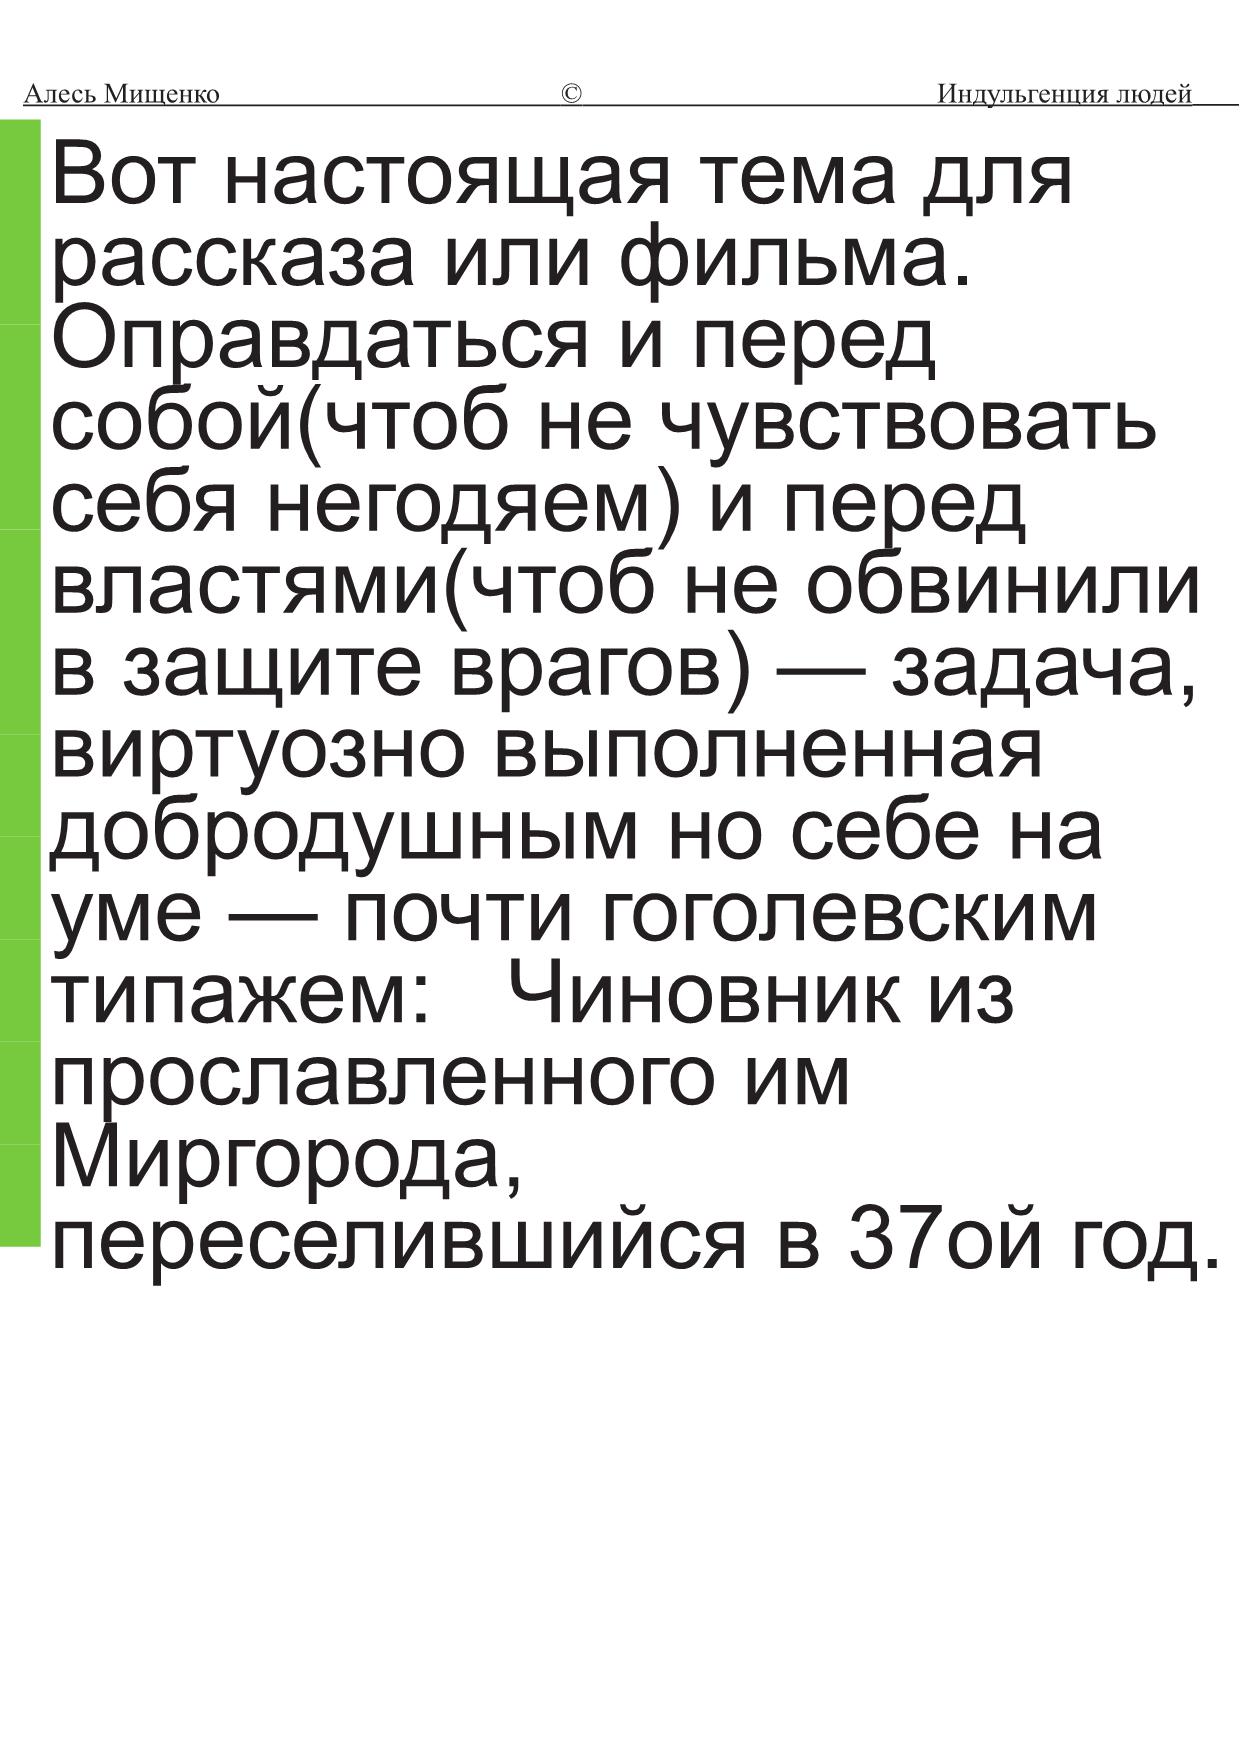 Алесь Мищенко © Индульгенция людей
Вот настоящая тема для
рассказа или фильма.
Оправдаться и перед
собой(чтоб не чувствовать
себя негодяем) и перед
властями(чтоб не обвинили
в защите врагов) — задача,
виртуозно выполненная
добродушным но себе на
уме — почти гоголевским
типажем: Чиновник из
прославленного им
Миргорода,
переселившийся в 37ой год.